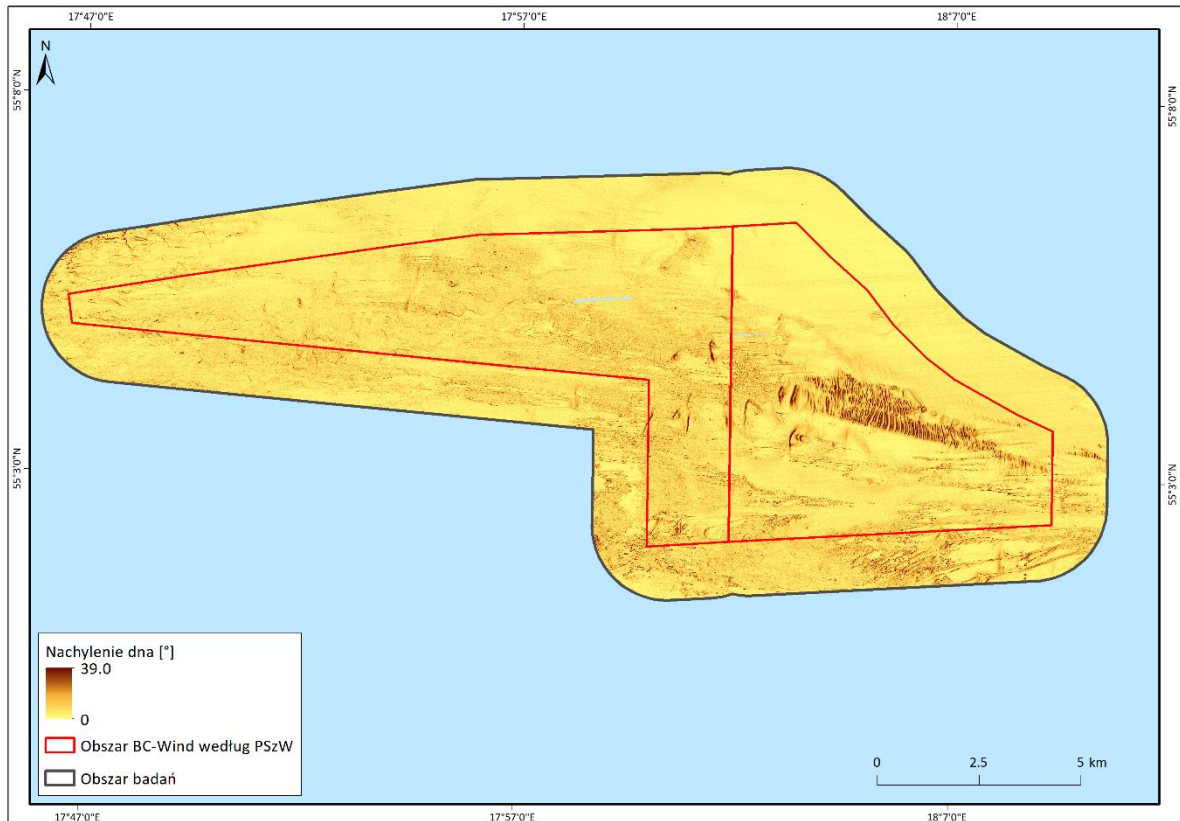 17°47'0"E 17°57'0"E 18°7'0"E
N
55°8'0"N 55°8'0"N
55°3'0"N 55°3'0"N
Nachylenie dna [°]
39.0
0
Obszar BC-Wind według PSzW
Obszar badań
0 2.5 5 km
17°47'0"E 17°57'0"E 18°7'0"E